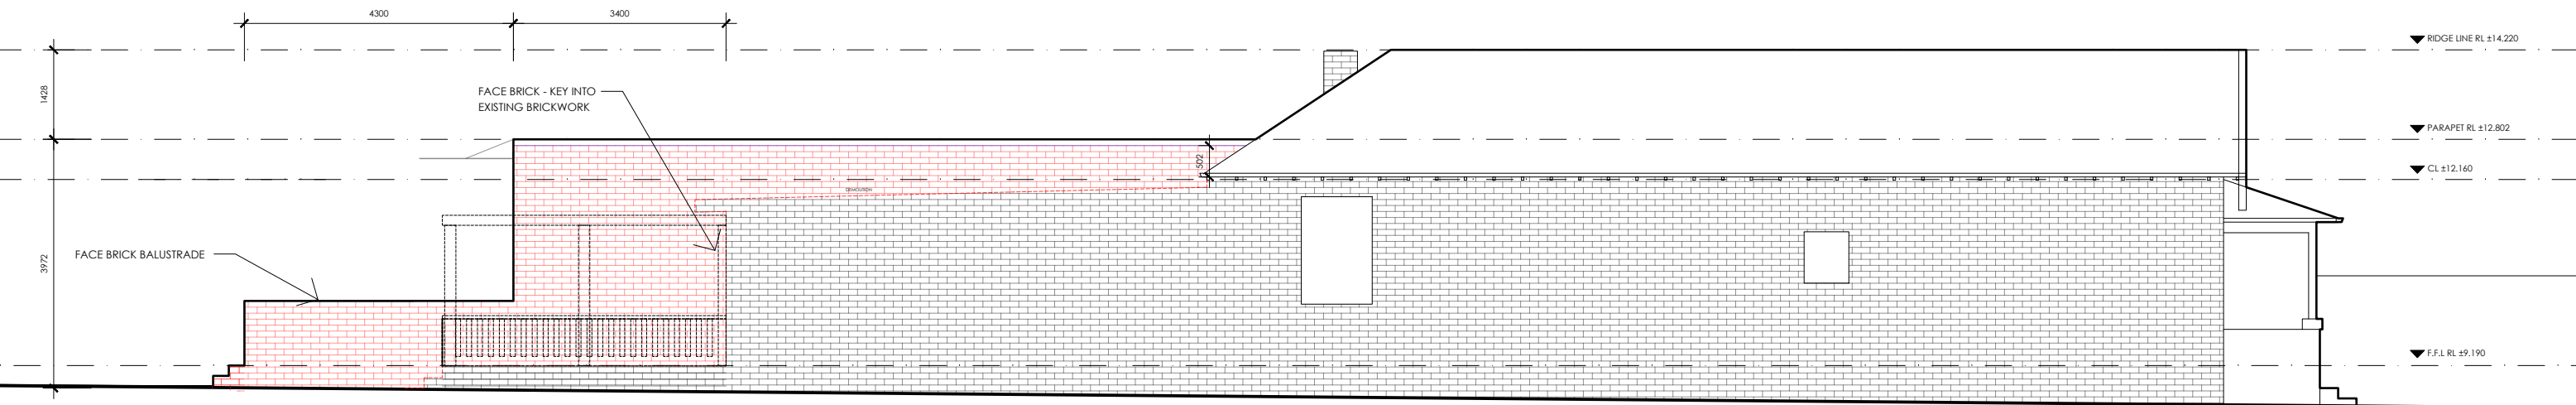 4300
3400
RIDGE LINE RL ±14.220
1428
FACE BRICK - KEY INTO
EXISTING BRICKWORK
PARAPET RL ±12.802
502
CL ±12.160
DEMOLITION
3972
FACE BRICK BALUSTRADE
F.F.L RL ±9.190